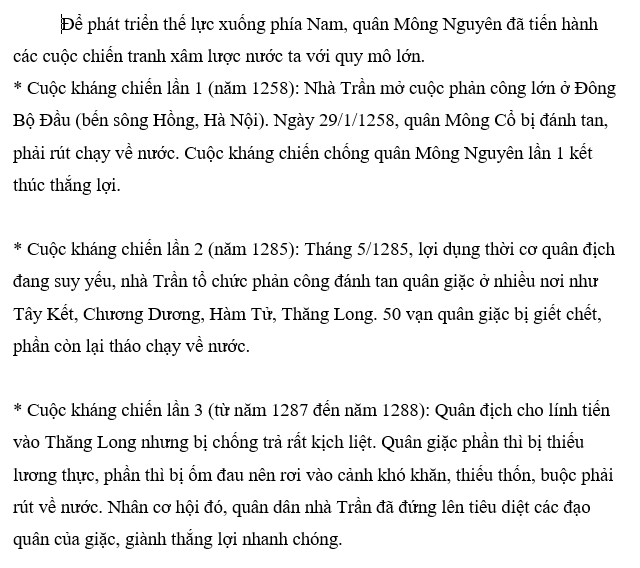 Để phát triển thế lực xuống phía Nam, quân Mông Nguyên đã tiến hành
các cuộc chiến tranh xâm lược nước ta với quy mô lớn.
* Cuộc kháng chiến lần 1 (năm 1258): Nhà Trần mở cuộc phản công lớn ở Đông
Bộ Đầu (bến sông Hồng, Hà Nội). Ngày 29/1/1258, quân Mông Cổ bị đánh tan,
phải rút chạy về nước. Cuộc kháng chiến chống quân Mông Nguyên lần 1 kết
thúc thắng lợi.
* Cuộc kháng chiến lần 2 (năm 1285): Tháng 5/1285, lợi dụng thời cơ quân địch
đang suy yếu, nhà Trần tổ chức phản công đánh tan quân giặc ở nhiều nơi như
Tây Kết, Chương Dương, Hàm Tử, Thăng Long. 50 vạn quân giặc bị giết chết,
phần còn lại tháo chạy về nước.
* Cuộc kháng chiến lần 3 (từ năm 1287 đến năm 1288): Quân địch cho lính tiến
vào Thăng Long nhưng bị chống trả rất kịch liệt. Quân giặc phần thì bị thiếu
lương thực, phần thì bị ốm đau nên rơi vào cảnh khó khăn, thiếu thốn, buộc phải
rút về nước. Nhân cơ hội đó, quân dân nhà Trần đã đứng lên tiêu diệt các đạo
quân của giặc, giành thắng lợi nhanh chóng.